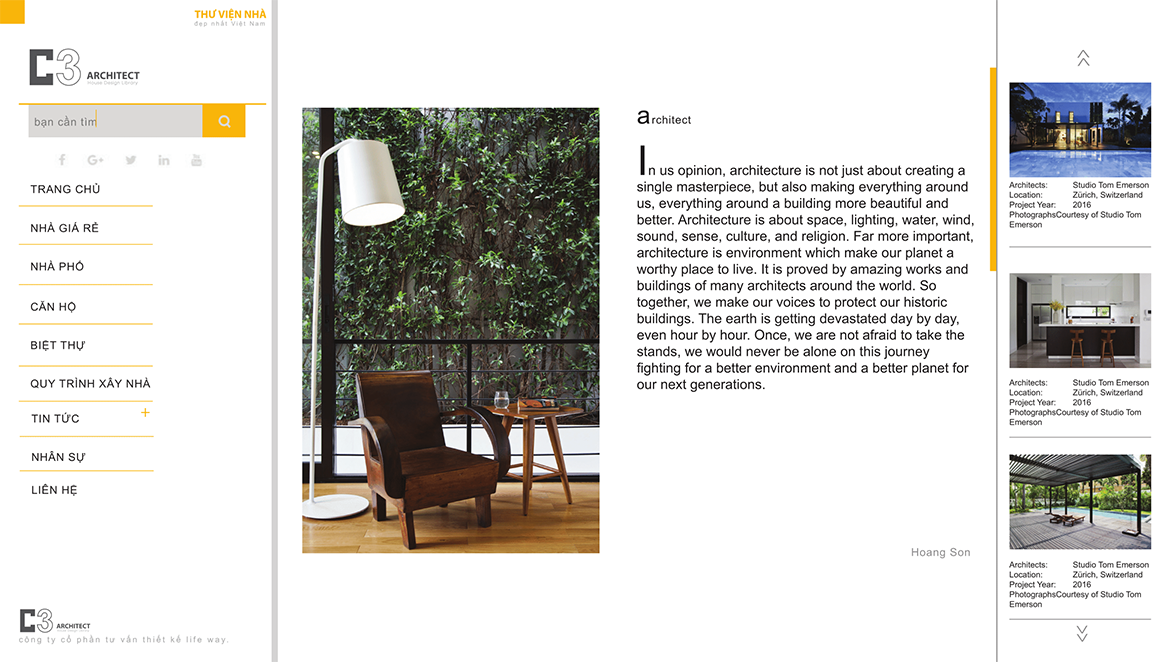 THƯ VIỆN NHÀ
đẹp nhất Việt Nam
C3 ARCHITECT
House Design Library
bạn cần tìm
f G+ in You
TRANG CHỦ
NHÀ GIÁ RẺ
NHÀ PHỐ
CĂN HỘ
BIỆT THỰ
QUY TRÌNH XÂY NHÀ
TIN TỨC +
NHÂN SỰ
LIÊN HỆ
C3 ARCHITECT
công ty cổ phần tư vấn thiết kế life way.
architect
In us opinion, architecture is not just about creating a
single masterpiece, but also making everything around
us, everything around a building more beautiful and
better. Architecture is about space, lighting, water, wind,
sound, sense, culture, and religion. Far more important,
architecture is environment which make our planet a
worthy place to live. It is proved by amazing works and
buildings of many architects around the world. So
together, we make our voices to protect our historic
buildings. The earth is getting devastated day by day,
even hour by hour. Once, we are not afraid to take the
stands, we would never be alone on this journey
fighting for a better environment and a better planet for
our next generations.
Hoang Son
Architects: Studio Tom Emerson
Location: Zürich, Switzerland
Project Year: 2016
PhotographsCourtesy of Studio Tom
Emerson
Architects: Studio Tom Emerson
Location: Zürich, Switzerland
Project Year: 2016
PhotographsCourtesy of Studio Tom
Emerson
Architects: Studio Tom Emerson
Location: Zürich, Switzerland
Project Year: 2016
PhotographsCourtesy of Studio Tom
Emerson